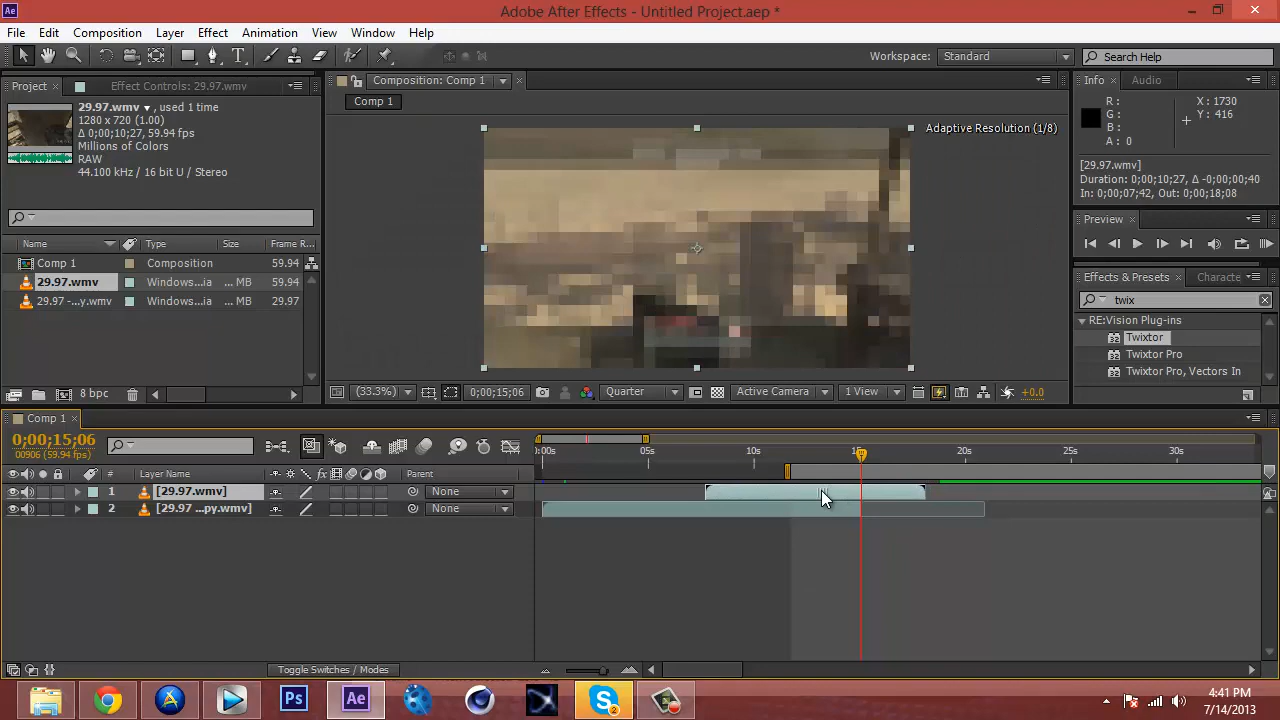 Ae
Adobe After Effects - Untitled Project.aep *
File Edit Composition Layer Effect Animation View Window Help
Workspace: Standard
Search Help
Project
Effect Controls: 29.97.wmv
29.97.wmv , used 1 time
1280 x 720 (1.00)
Δ 0;00;10;27, 59.94 fps
Millions of Colors
RAW
44.100 kHz / 16 bit U / Stereo
Name Type Size Frame R...
Comp 1 Composition 59.94
29.97.wmv Windows...ia ... MB 59.94
29.97 -...y.wmv Windows...ia ... MB 29.97
8 bpc
Composition: Comp 1
Comp 1
Adaptive Resolution (1/8)
(33.3%) 0;00;15;06 Quarter Active Camera 1 View +0.0
Info Audio
R : X : 1730
G : Y : 416
B :
A : 0
[29.97.wmv]
Duration: 0;00;10;27, Δ -0;00;00;40
In: 0;00;07;42, Out: 0;00;18;08
Preview
Effects & Presets Characte
twix
RE:Vision Plug-ins
Twixtor
Twixtor Pro
Twixtor Pro, Vectors In
Comp 1
0;00;15;06
00906 (59.94 fps)
# Layer Name Parent
1 [29.97.wmv] None
2 [29.97 ...py.wmv] None
:00s 05s 10s 15s 20s 25s 30s
Toggle Switches / Modes
Ps Ae 2
4:41 PM
7/14/2013